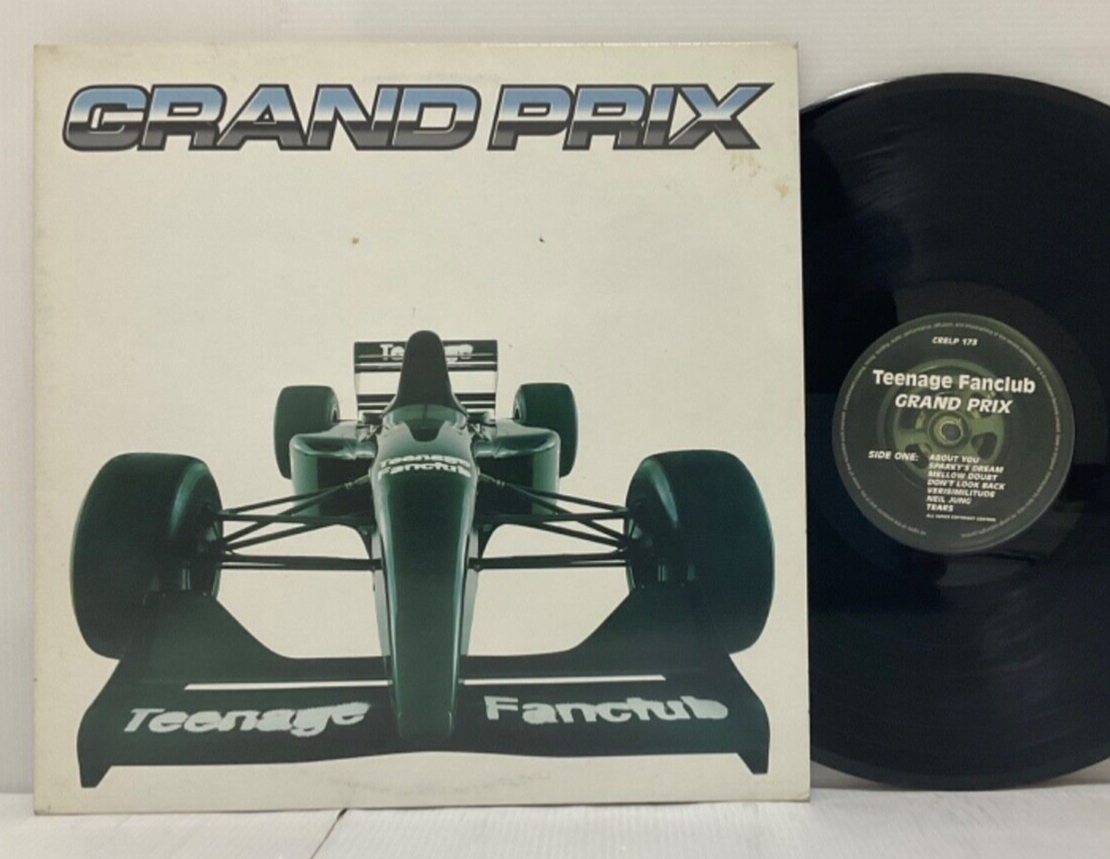 GRAND PRIX
Teenage
Teenage
Fanclub
Teenage Fanclub
CRELP 173
Teenage Fanclub
GRAND PRIX
SIDE ONE: ABOUT YOU
SPARKY'S DREAM
MELLOW DOUBT
DON'T LOOK BACK
VERISIMILITUDE
NEIL JUNG
TEARS